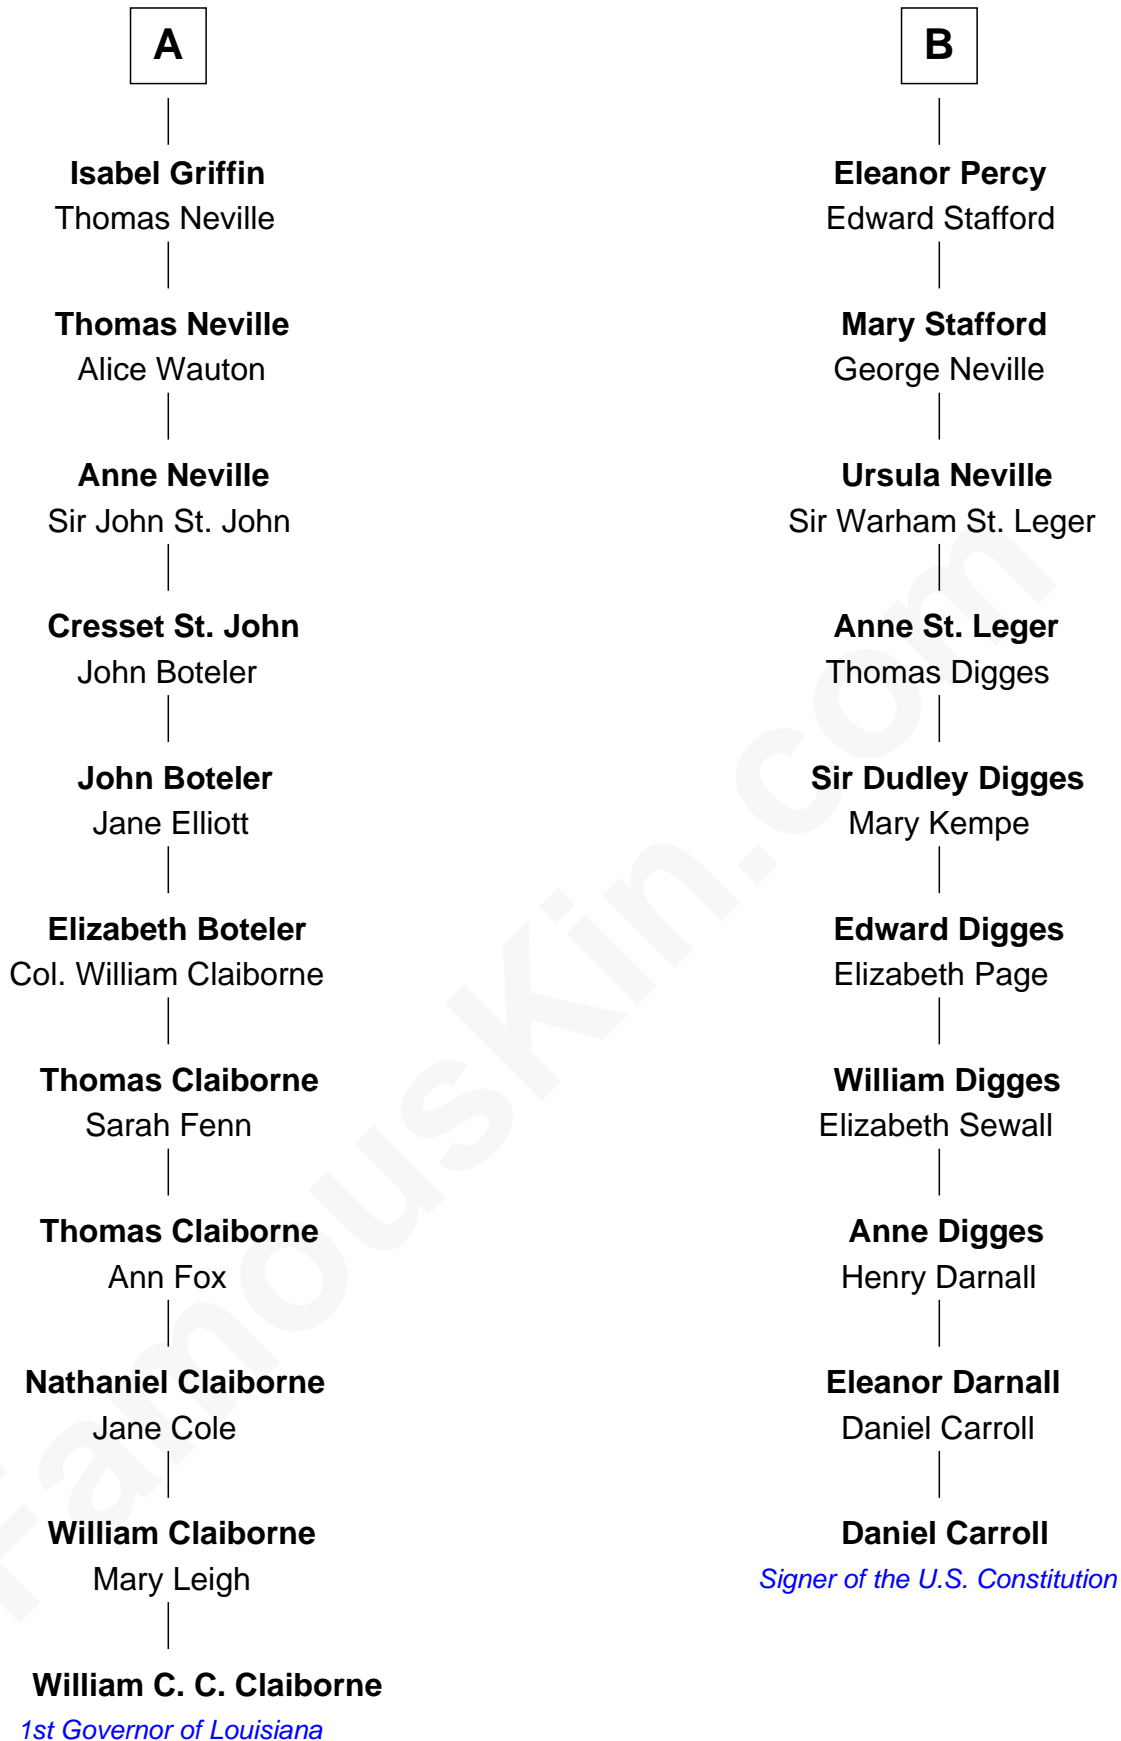 A
Isabel Griffin
Thomas Neville
Thomas Neville
Alice Wauton
Anne Neville
Sir John St. John
Cresset St. John
John Boteler
John Boteler
Jane Elliott
Elizabeth Boteler
Col. William Claiborne
Thomas Claiborne
Sarah Fenn
Thomas Claiborne
Ann Fox
Nathaniel Claiborne
Jane Cole
William Claiborne
Mary Leigh
William C. C. Claiborne
1st Governor of Louisiana
B
Eleanor Percy
Edward Stafford
Mary Stafford
George Neville
Ursula Neville
Sir Warham St. Leger
Anne St. Leger
Thomas Digges
Sir Dudley Digges
Mary Kempe
Edward Digges
Elizabeth Page
William Digges
Elizabeth Sewall
Anne Digges
Henry Darnall
Eleanor Darnall
Daniel Carroll
Daniel Carroll
Signer of the U.S. Constitution
FamousKin.com